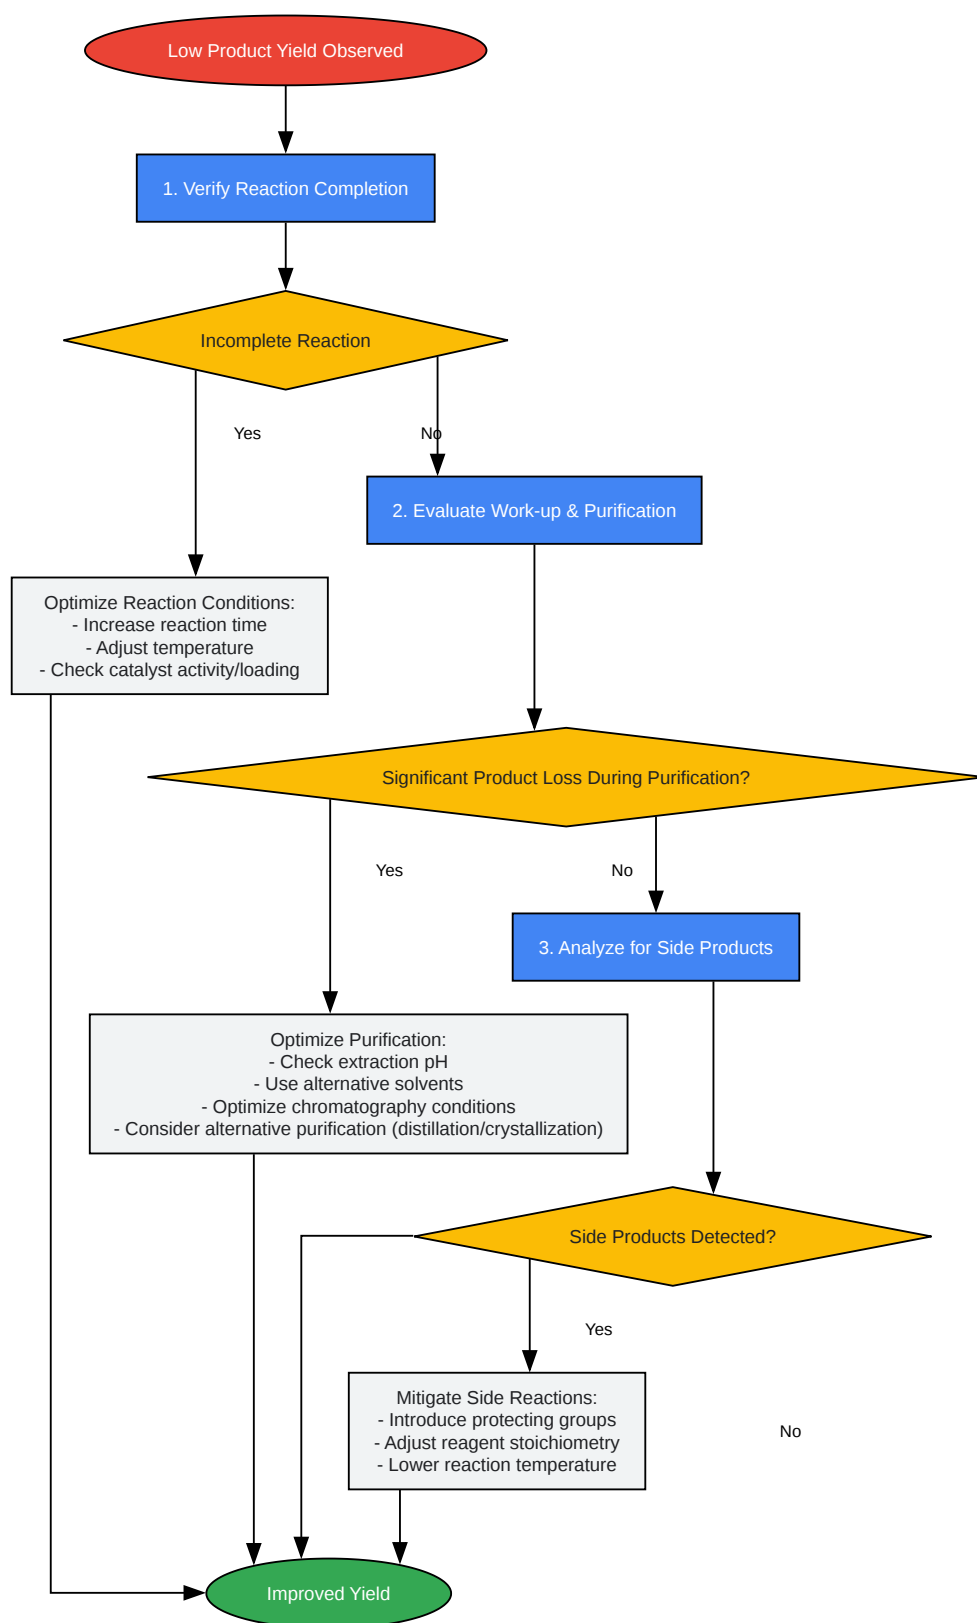 Low Product Yield Observed
1. Verify Reaction Completion
Incomplete Reaction
Yes
No
2. Evaluate Work-up & Purification
Optimize Reaction Conditions:
- Increase reaction time
- Adjust temperature
- Check catalyst activity/loading
Significant Product Loss During Purification?
Yes
No
3. Analyze for Side Products
Optimize Purification:
- Check extraction pH
- Use alternative solvents
- Optimize chromatography conditions
- Consider alternative purification (distillation/crystallization)
Side Products Detected?
Yes
Mitigate Side Reactions:
- Introduce protecting groups
- Adjust reagent stoichiometry
- Lower reaction temperature
No
Improved Yield